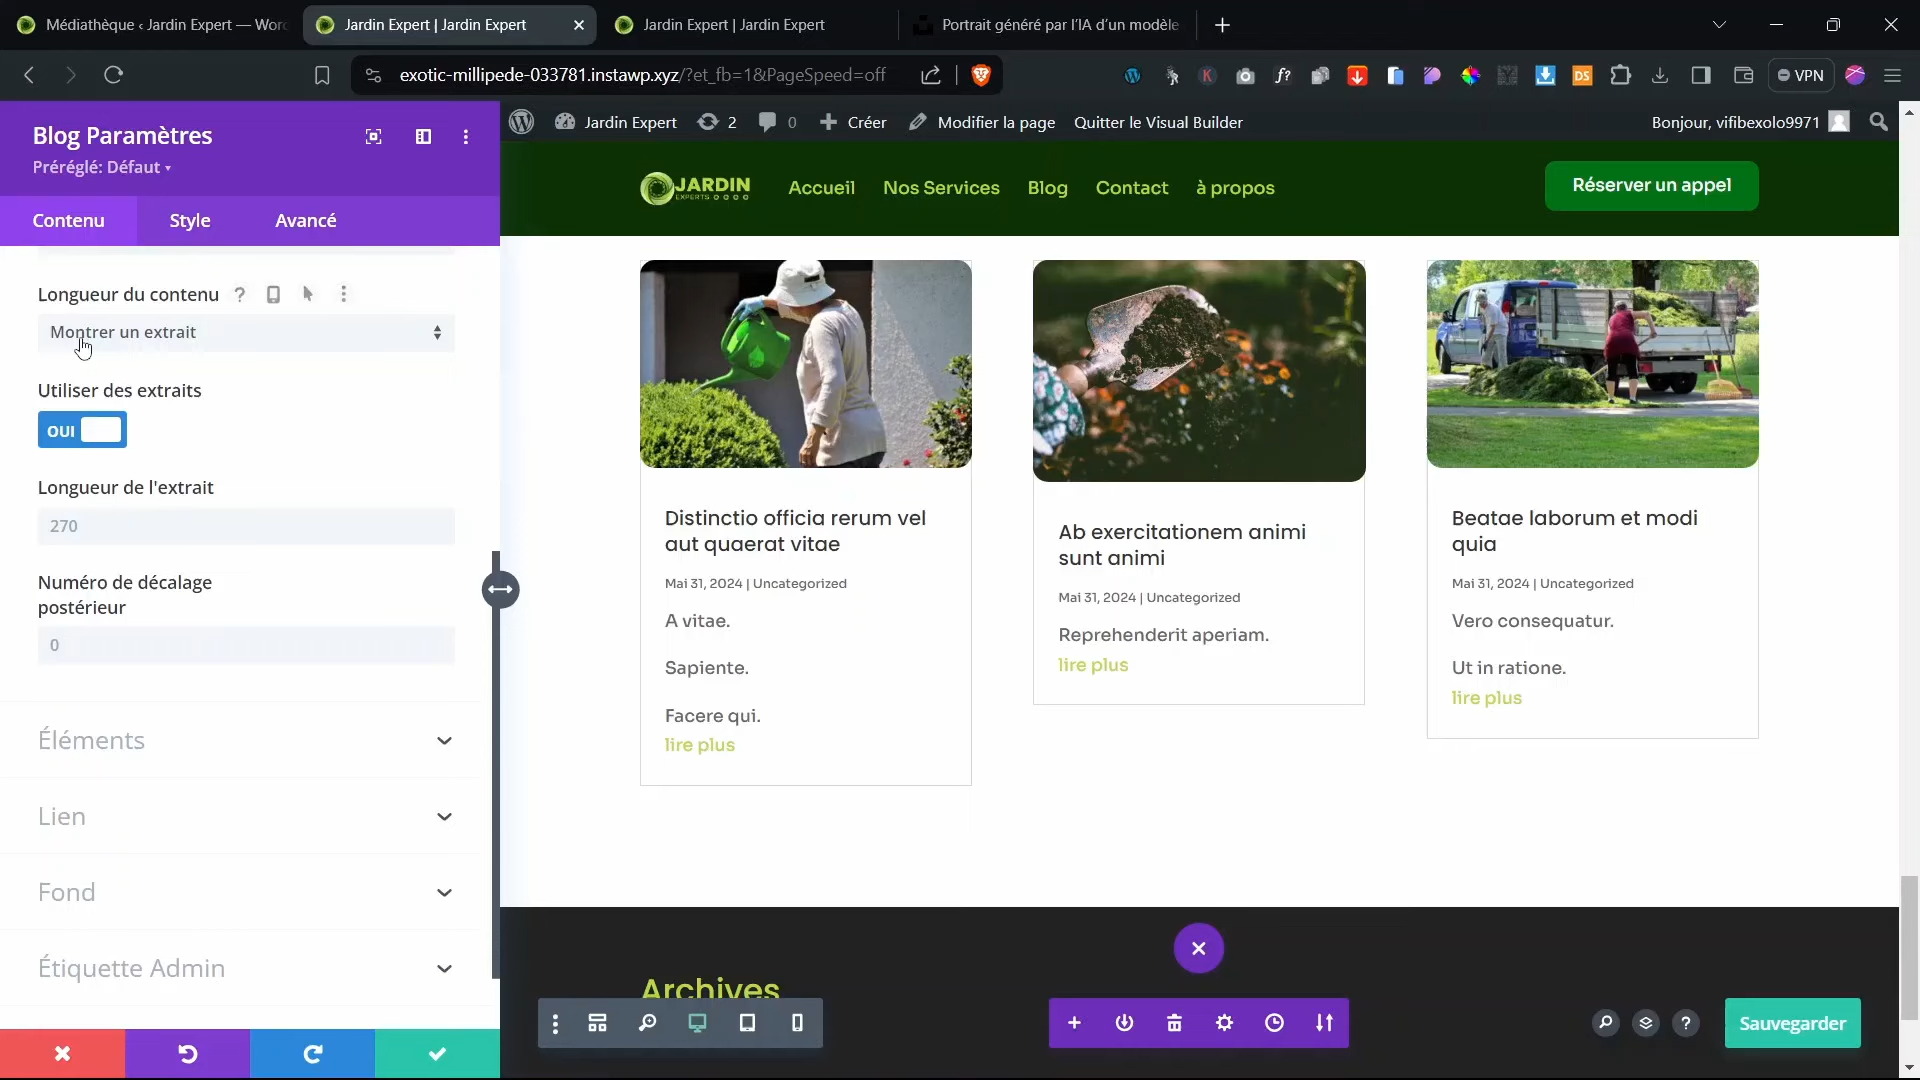 Médiathèque ‹ Jardin Expert — Wor
Jardin Expert | Jardin Expert
Jardin Expert | Jardin Expert
Portrait généré par l'IA d'un modèle
exotic-millipede-033781.instawp.xyz/?et_fb=1&PageSpeed=off
VPN
Blog Paramètres
Préréglé: Défaut
Contenu
Style
Avancé
Jardin Expert
2
0
Créer
Modifier la page
Quitter le Visual Builder
Bonjour, vifibexolo9971
JARDIN
EXPERTS
Accueil
Nos Services
Blog
Contact
à propos
Réserver un appel
Longueur du contenu
?
Montrer un extrait
Utiliser des extraits
OUI
Longueur de l'extrait
270
Numéro de décalage
postérieur
0
Éléments
Lien
Fond
Étiquette Admin
Distinctio officia rerum vel
aut quaerat vitae
Mai 31, 2024 | Uncategorized
A vitae.
Sapiente.
Facere qui.
lire plus
Ab exercitationem animi
sunt animi
Mai 31, 2024 | Uncategorized
Reprehenderit aperiam.
lire plus
Beatae laborum et modi
quia
Mai 31, 2024 | Uncategorized
Vero consequatur.
Ut in ratione.
lire plus
Archives
?
Sauvegarder